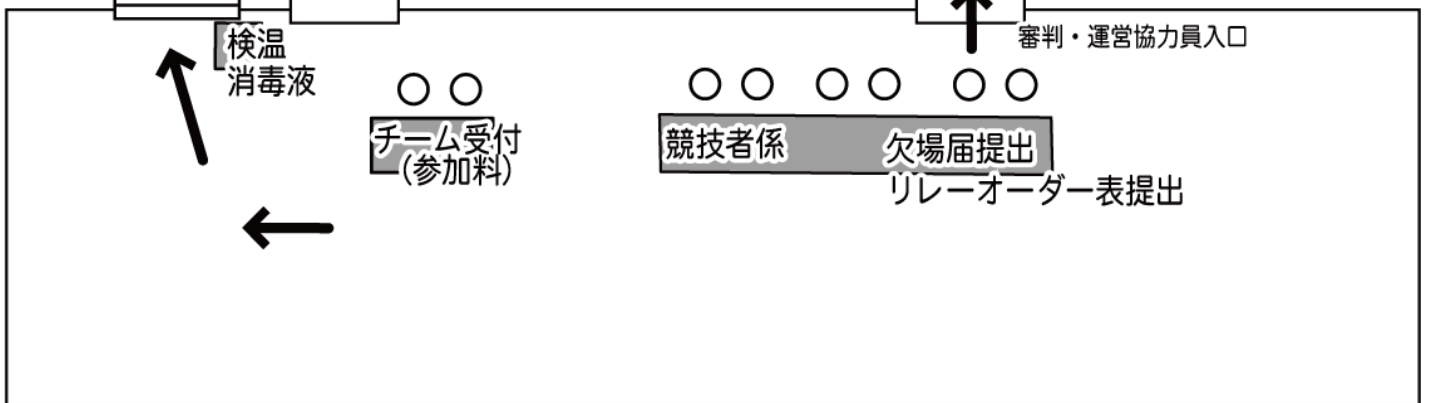 検温
消毒液
審判・運営協力員入口
チーム受付
(参加料)
競技者係
欠場届提出
リレーオーダー表提出